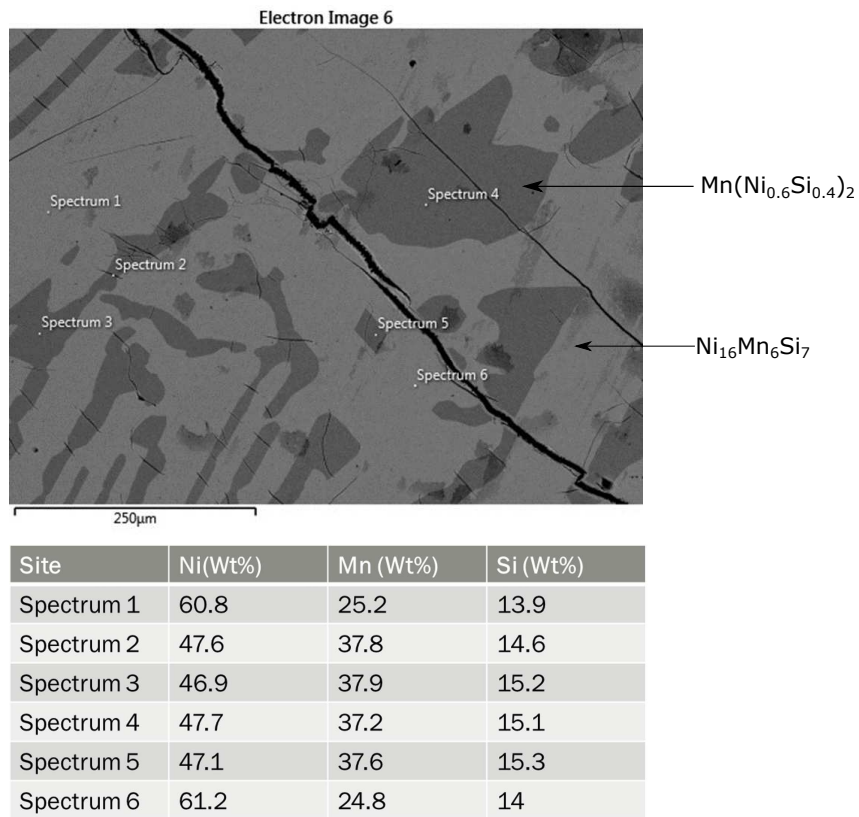 Electron Image 6
Spectrum 1
Spectrum 4
Mn(Ni₀.₆Si₀.₄)₂
Spectrum 2
Spectrum 3
Spectrum 5
Ni₁₆Mn₆Si₇
Spectrum 6
250µm
Site Ni(Wt%) Mn (Wt%) Si (Wt%)
Spectrum 1 60.8 25.2 13.9
Spectrum 2 47.6 37.8 14.6
Spectrum 3 46.9 37.9 15.2
Spectrum 4 47.7 37.2 15.1
Spectrum 5 47.1 37.6 15.3
Spectrum 6 61.2 24.8 14